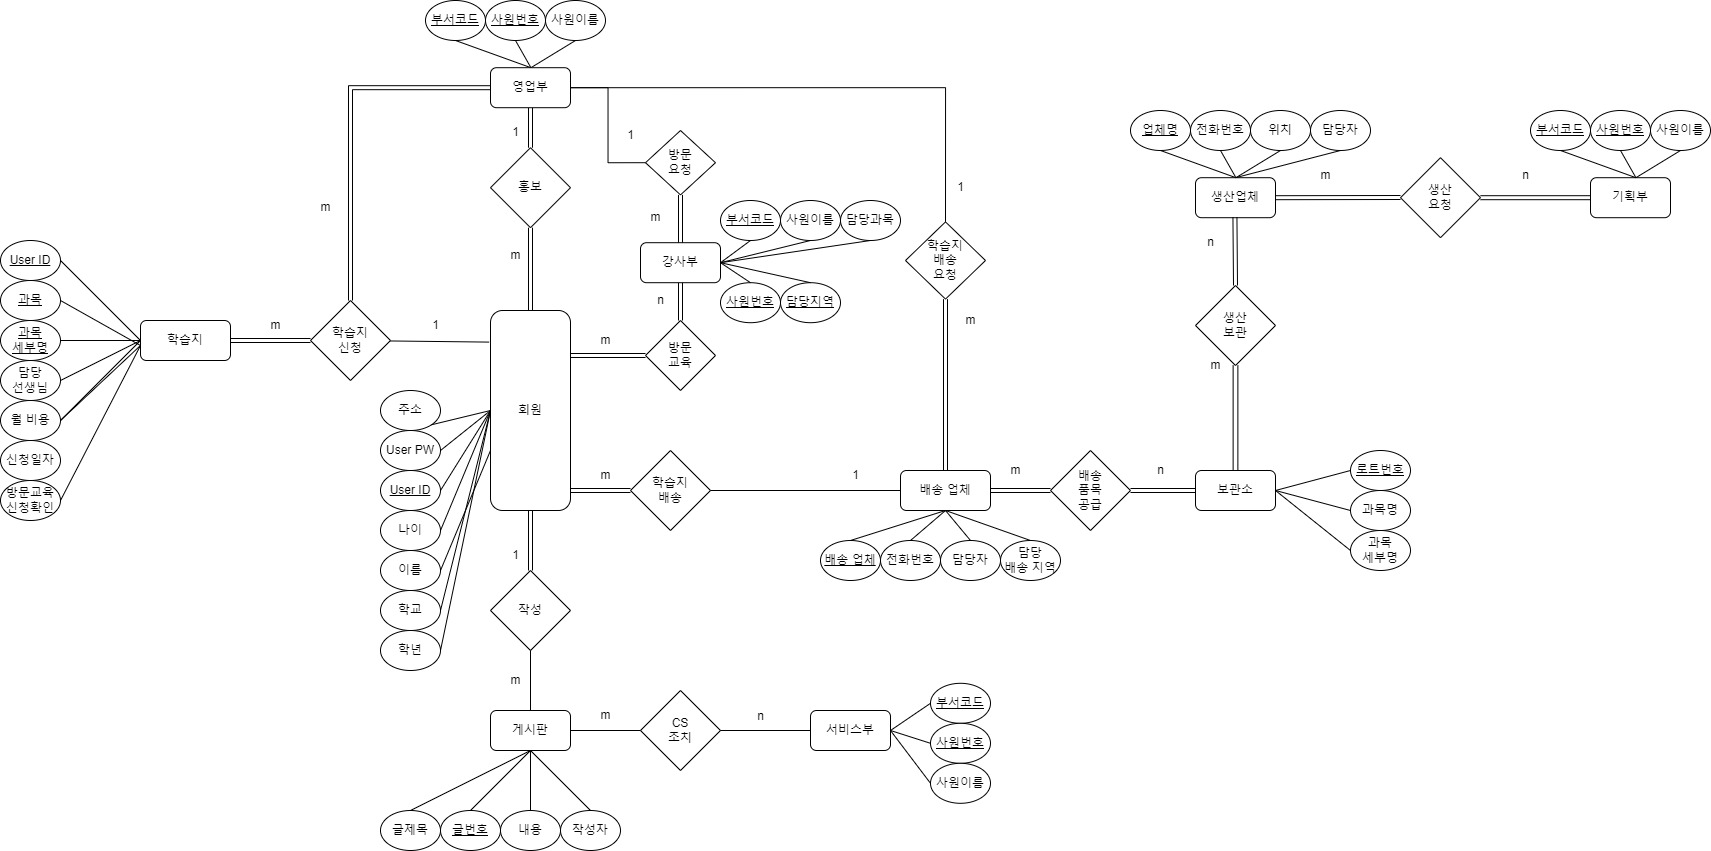 부서코드
사원번호
사원이름
영업부
1
홍보
m
1
방문
요청
m
부서코드
사원이름
담당과목
강사부
사원번호
담당지역
n
방문
교육
m
1
학습지
배송
요청
m
업체명
전화번호
위치
담당자
생산업체
m
생산
요청
n
부서코드
사원번호
사원이름
기획부
n
생산
보관
m
m
User ID
과목
과목
세부명
담당
선생님
월 비용
신청일자
방문교육
신청확인
학습지
m
학습지
신청
1
회원
주소
User PW
User ID
나이
이름
학교
학년
m
학습지
배송
1
배송 업체
m
배송
품목
공급
n
보관소
로트번호
과목명
과목
세부명
배송 업체
전화번호
담당자
담당
배송 지역
1
작성
m
게시판
m
CS
조치
n
서비스부
부서코드
사원번호
사원이름
글제목
글번호
내용
작성자